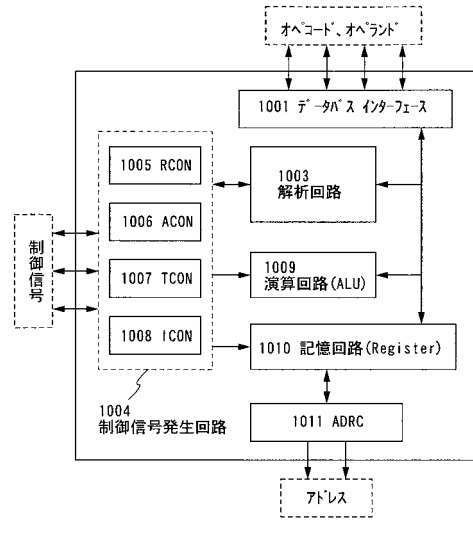 オペコード、オペランド
1001 データバス インターフェース
1005 RCON
1003
解析回路
1006 ACON
制御信号
1007 TCON
1009
演算回路(ALU)
1008 ICON
1010 記憶回路(Register)
1004
制御信号発生回路
1011 ADRC
アドレス